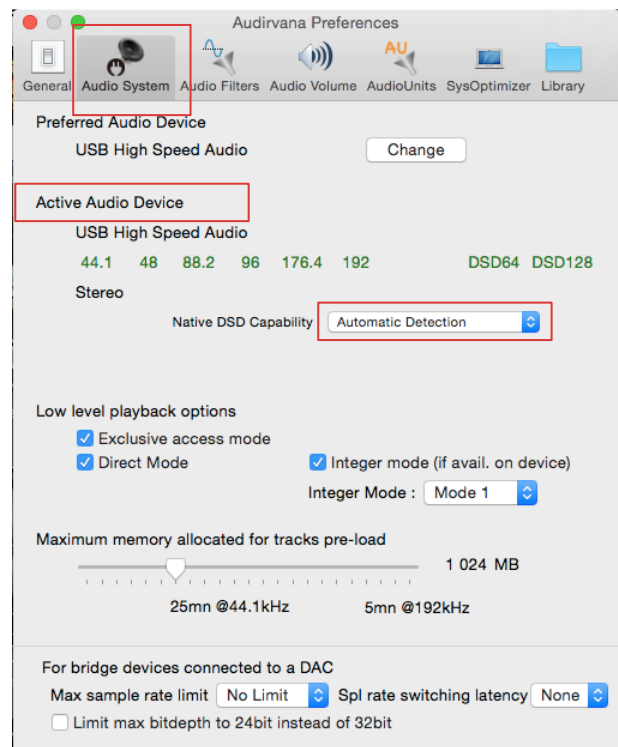 Audirvana Preferences
AU
General Audio System Audio Filters Audio Volume AudioUnits SysOptimizer Library
Preferred Audio Device
USB High Speed Audio Change
Active Audio Device
USB High Speed Audio
44.1 48 88.2 96 176.4 192 DSD64 DSD128
Stereo
Native DSD Capability Automatic Detection
Low level playback options
Exclusive access mode
Direct Mode Integer mode (if avail. on device)
Integer Mode : Mode 1
Maximum memory allocated for tracks pre-load
1 024 MB
25mn @44.1kHz 5mn @192kHz
For bridge devices connected to a DAC
Max sample rate limit No Limit Spl rate switching latency None
Limit max bitdepth to 24bit instead of 32bit